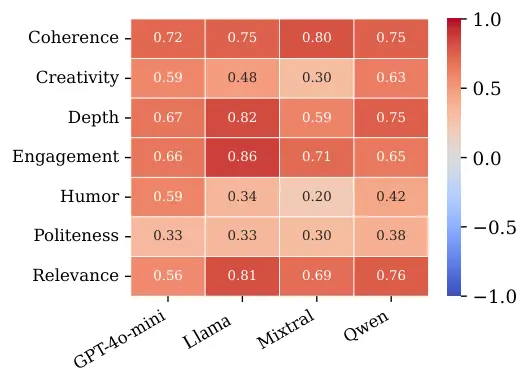 Coherence 0.72 0.75 0.80 0.75
Creativity 0.59 0.48 0.30 0.63
Depth 0.67 0.82 0.59 0.75
Engagement 0.66 0.86 0.71 0.65
Humor 0.59 0.34 0.20 0.42
Politeness 0.33 0.33 0.30 0.38
Relevance 0.56 0.81 0.69 0.76
GPT-4o-mini Llama Mixtral Qwen
1.0
0.5
0.0
−0.5
−1.0